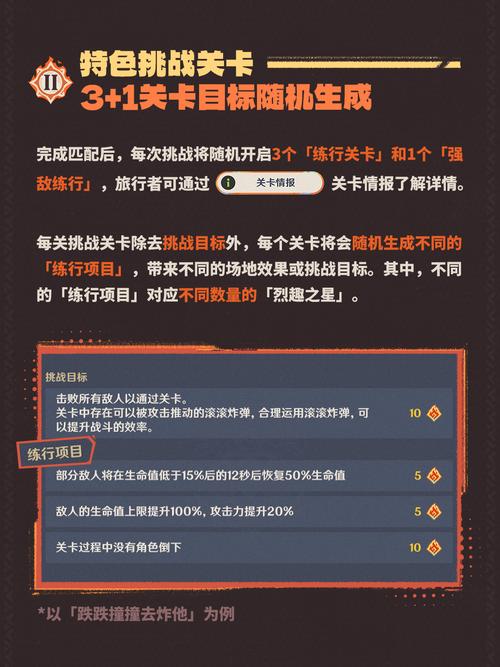 II
特色挑战关卡
3+1关卡目标随机生成
完成匹配后，每次挑战将随机开启3个「练行关卡」和1个「强
敌练行」，旅行者可通过 关卡情报 关卡情报了解详情。
每关挑战关卡除去挑战目标外，每个关卡将会随机生成不同的
「练行项目」，带来不同的场地效果或挑战目标。其中，不同
的「练行项目」对应不同数量的「烈趣之星」。
挑战目标
击败所有敌人以通过关卡。
关卡中存在可以被攻击推动的滚滚炸弹，合理运用滚滚炸弹，可 10
以提升战斗的效率。
练行项目
部分敌人将在生命值低于15%后的12秒后恢复50%生命值 5
敌人的生命值上限提升100%，攻击力提升20% 5
关卡过程中没有角色倒下 10
*以「跌跌撞撞去炸他」为例